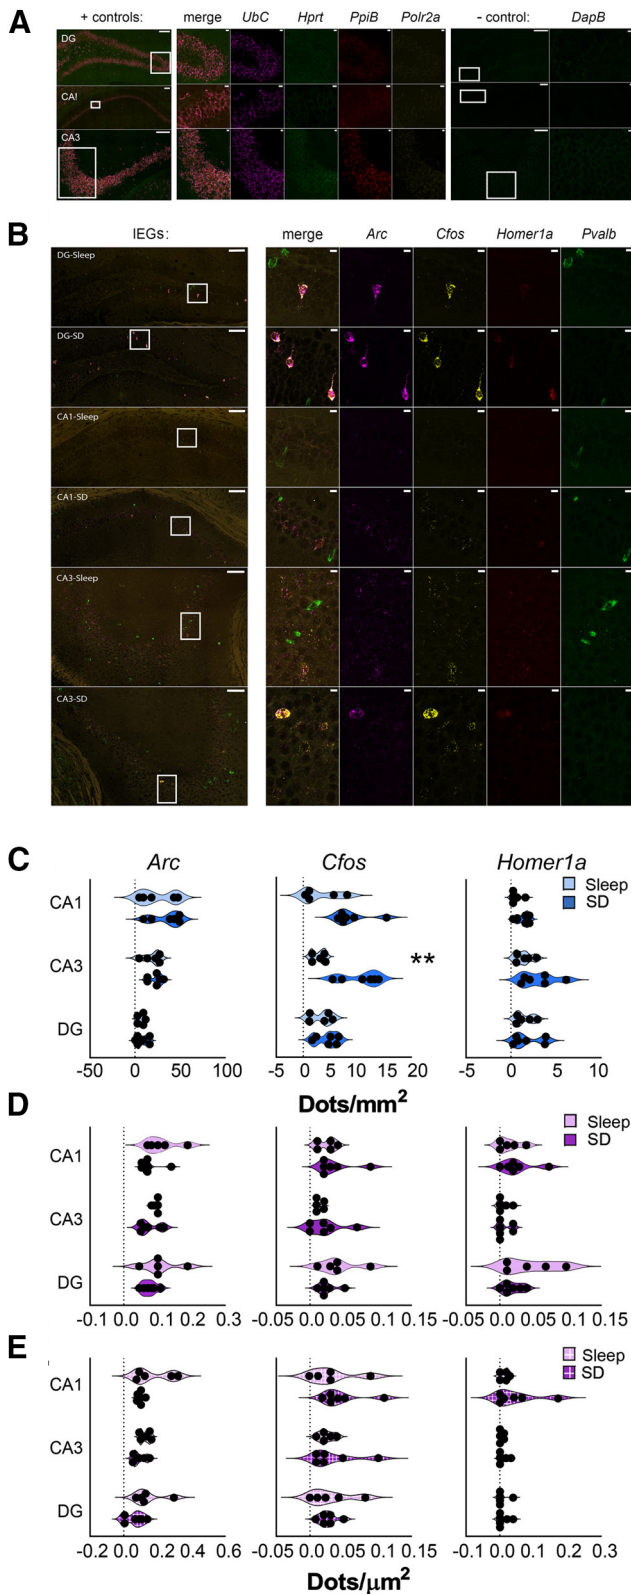 A
+ controls:
merge UbC Hprt PpiB Polr2a
- control:
DapB
DG
CA!
CA3
B
IEGs:
merge Arc Cfos Homer1a Pvalb
DG-Sleep
DG-SD
CA1-Sleep
CA1-SD
CA3-Sleep
CA3-SD
C
Arc Cfos Homer1a
Sleep
SD
CA1
CA3
**
DG
-50 0 50 100
-5 0 5 10 15 20
-5 0 5 10
Dots/mm2
D
Sleep
SD
CA1
CA3
DG
-0.1 0.0 0.1 0.2 0.3
-0.05 0.00 0.05 0.10 0.15
-0.05 0.00 0.05 0.10 0.15
E
Sleep
SD
CA1
CA3
DG
-0.2 0.0 0.2 0.4 0.6
-0.05 0.00 0.05 0.10 0.15
-0.1 0.0 0.1 0.2 0.3
Dots/μm2